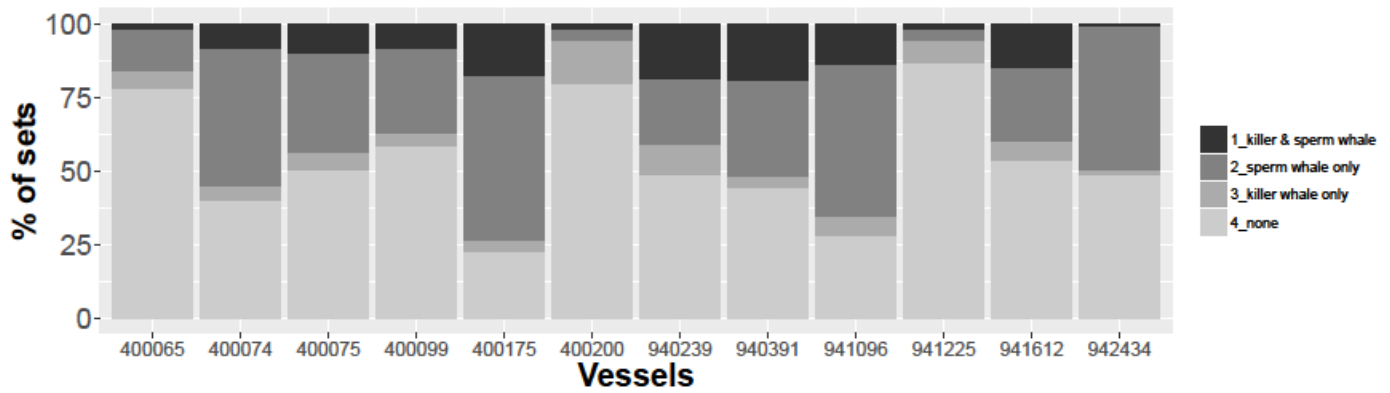 % of sets
100
75
50
25
0
400065 400074 400075 400099 400175 400200 940239 940391 941096 941225 941612 942434
Vessels
1_killer & sperm whale
2_sperm whale only
3_killer whale only
4_none